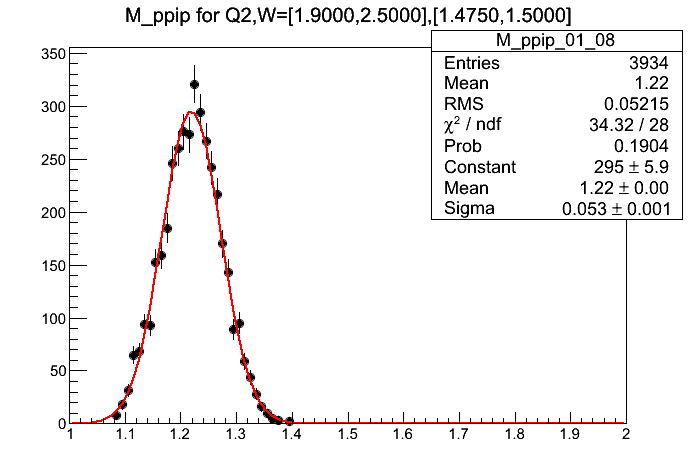 M_ppip for Q2,W=[1.9000,2.5000],[1.4750,1.5000]
M_ppip_01_08
Entries 3934
Mean 1.22
RMS 0.05215
χ² / ndf 34.32 / 28
Prob 0.1904
Constant 295 ± 5.9
Mean 1.22 ± 0.00
Sigma 0.053 ± 0.001
350
300
250
200
150
100
50
0
1 1.1 1.2 1.3 1.4 1.5 1.6 1.7 1.8 1.9 2